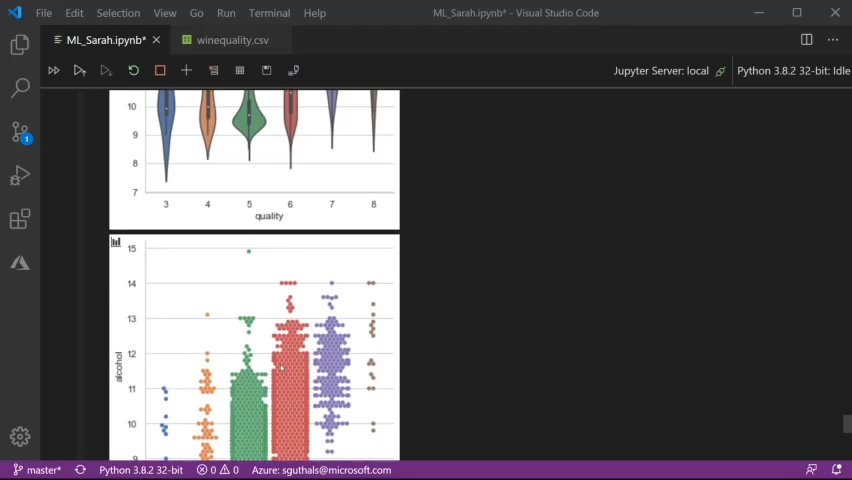 File Edit Selection View Go Run Terminal Help ML_Sarah.ipynb* - Visual Studio Code
ML_Sarah.ipynb* winequality.csv
Jupyter Server: local Python 3.8.2 32-bit: Idle
1
10
9
8
7
3 4 5 6 7 8
quality
15
14
13
12
11
10
9
alcohol
master* Python 3.8.2 32-bit 0 0 Azure: sguthals@microsoft.com